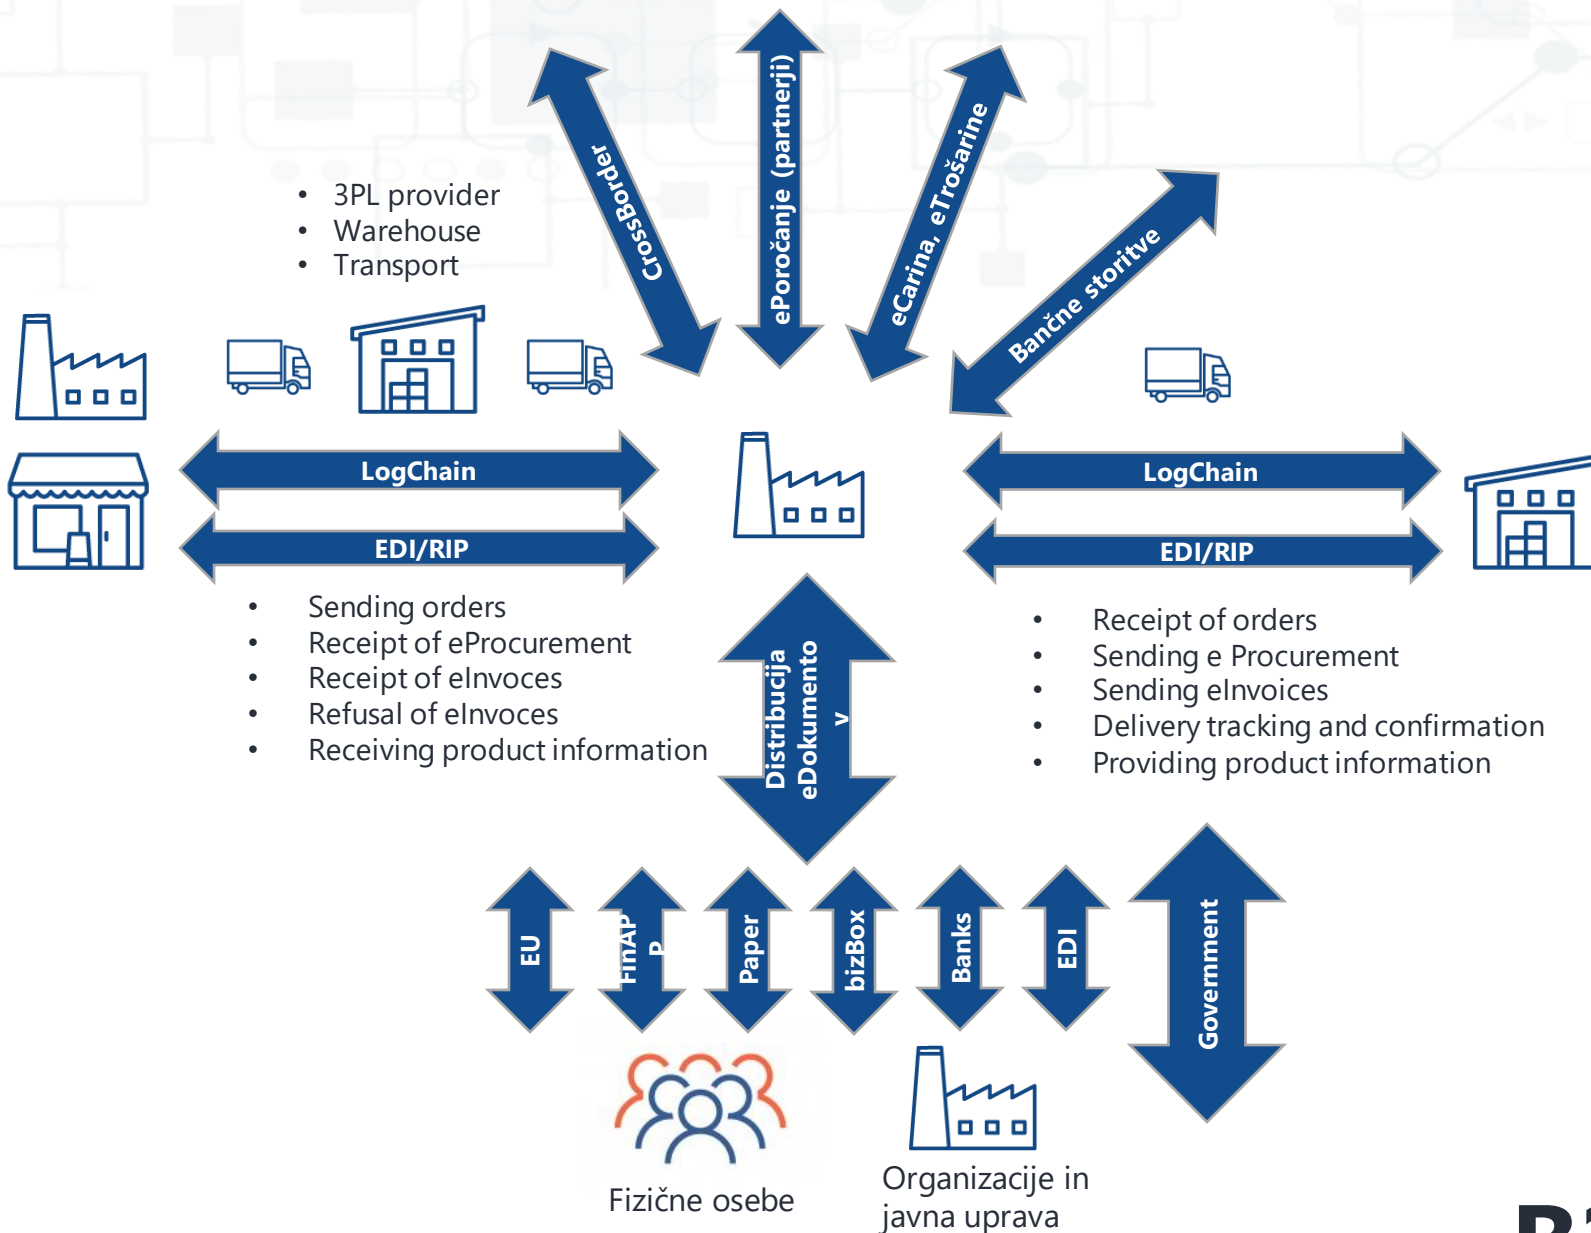 CrossBorder
ePoročanje (partnerji)
eCarina, eTrošarine
Bančne storitve
• 3PL provider
• Warehouse
• Transport
LogChain
EDI/RIP
LogChain
EDI/RIP
• Sending orders
• Receipt of eProcurement
• Receipt of eInvoces
• Refusal of eInvoces
• Receiving product information
Distribucija
eDokumento
v
• Receipt of orders
• Sending e Procurement
• Sending eInvoices
• Delivery tracking and confirmation
• Providing product information
EU
FinAP
P
Paper
bizBox
Banks
EDI
Government
Fizične osebe
Organizacije in
javna uprava